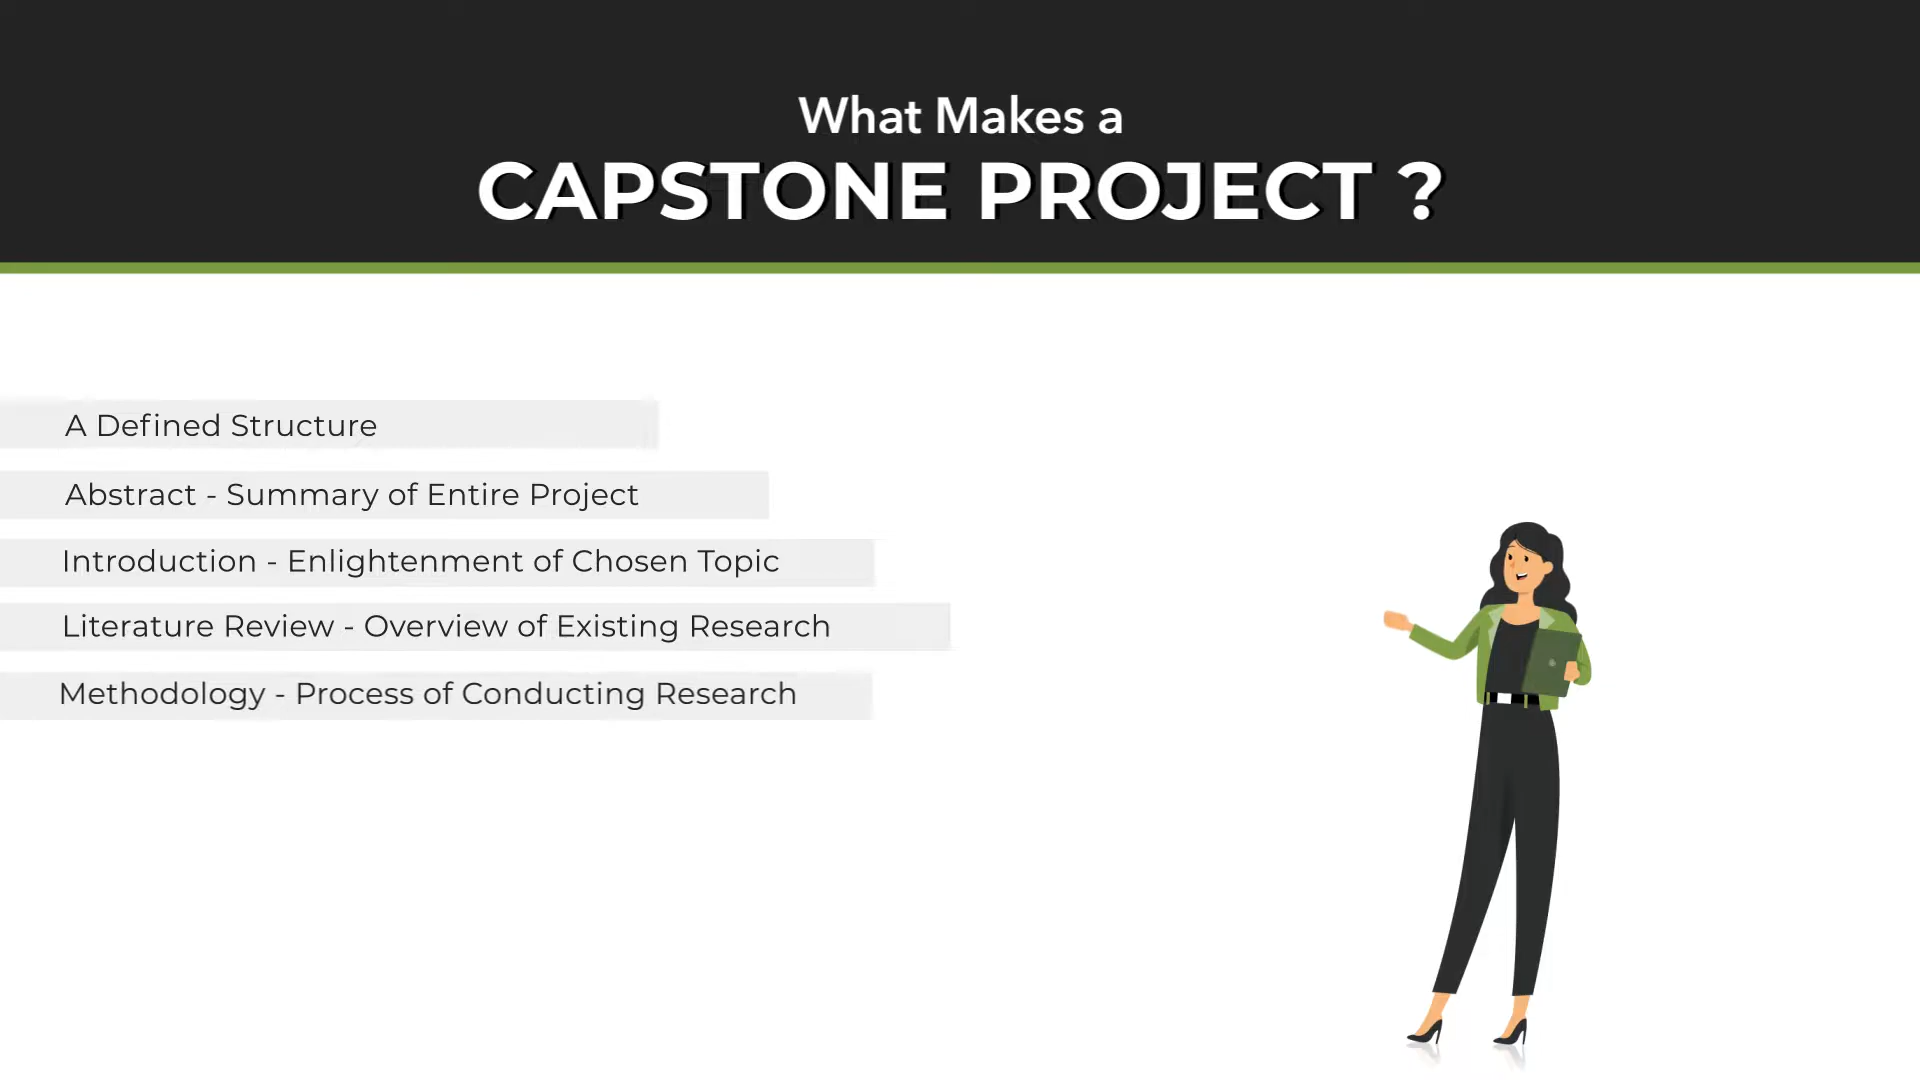 What Makes a
CAPSTONE PROJECT ?
A Defined Structure
Abstract - Summary of Entire Project
Introduction - Enlightenment of Chosen Topic
Literature Review - Overview of Existing Research
Methodology - Process of Conducting Research